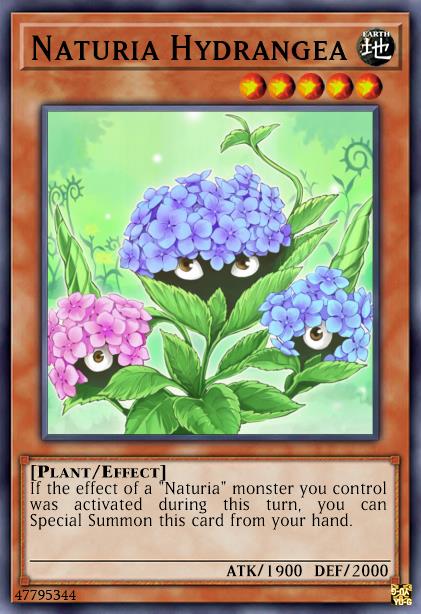 NATURIA HYDRANGEA
EARTH
地
[PLANT/EFFECT]
If the effect of a "Naturia" monster you control
was activated during this turn, you can
Special Summon this card from your hand.
ATK/1900 DEF/2000
47795344